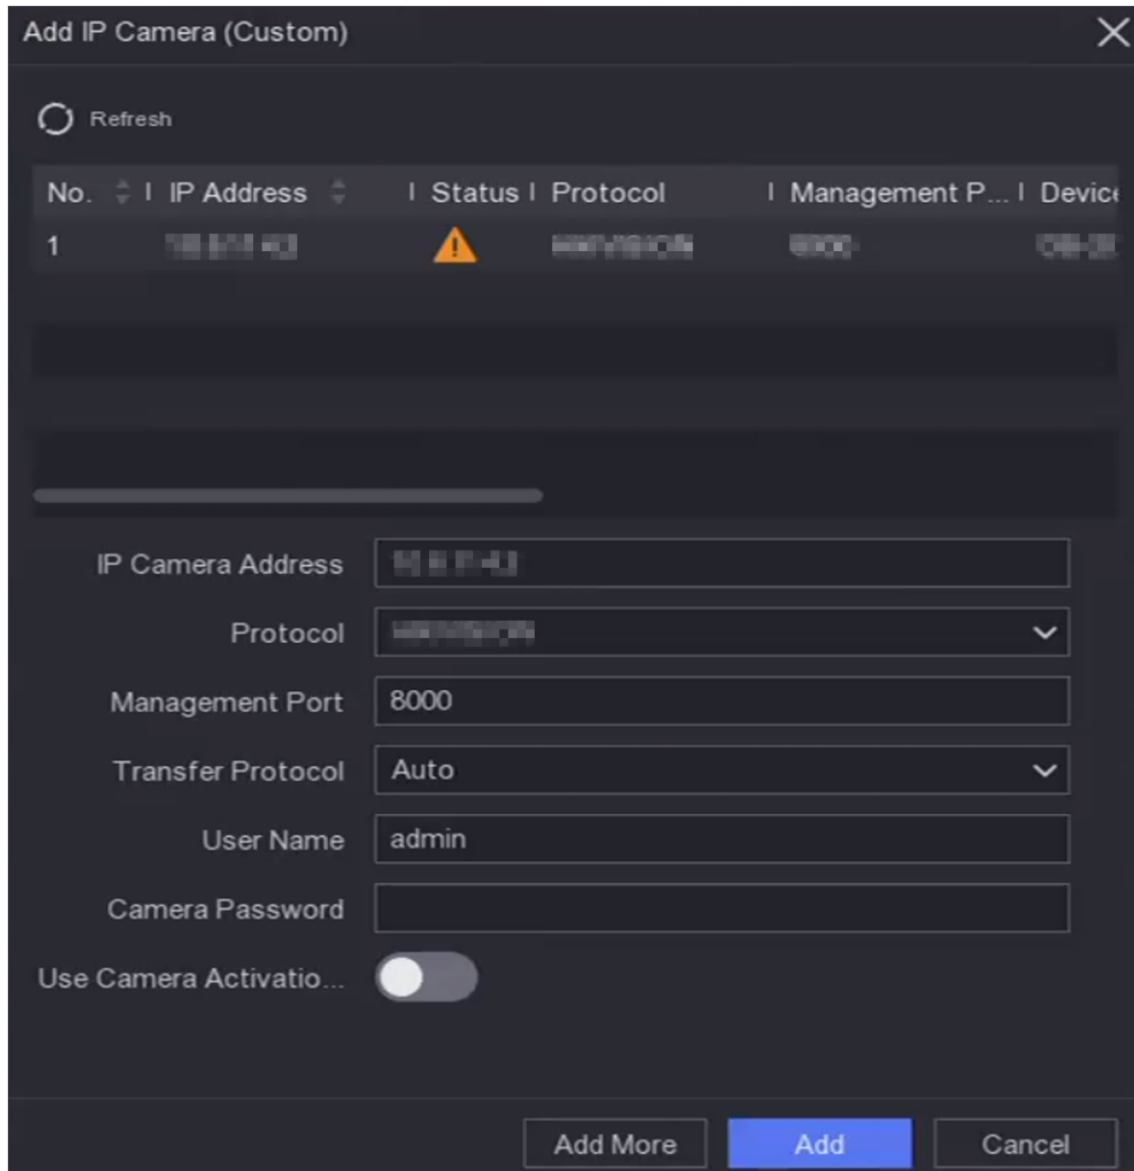 Add IP Camera (Custom)
Refresh
No. IP Address Status Protocol Management P... Device
1
IP Camera Address
Protocol
Management Port 8000
Transfer Protocol Auto
User Name admin
Camera Password
Use Camera Activatio...
Add More Add Cancel